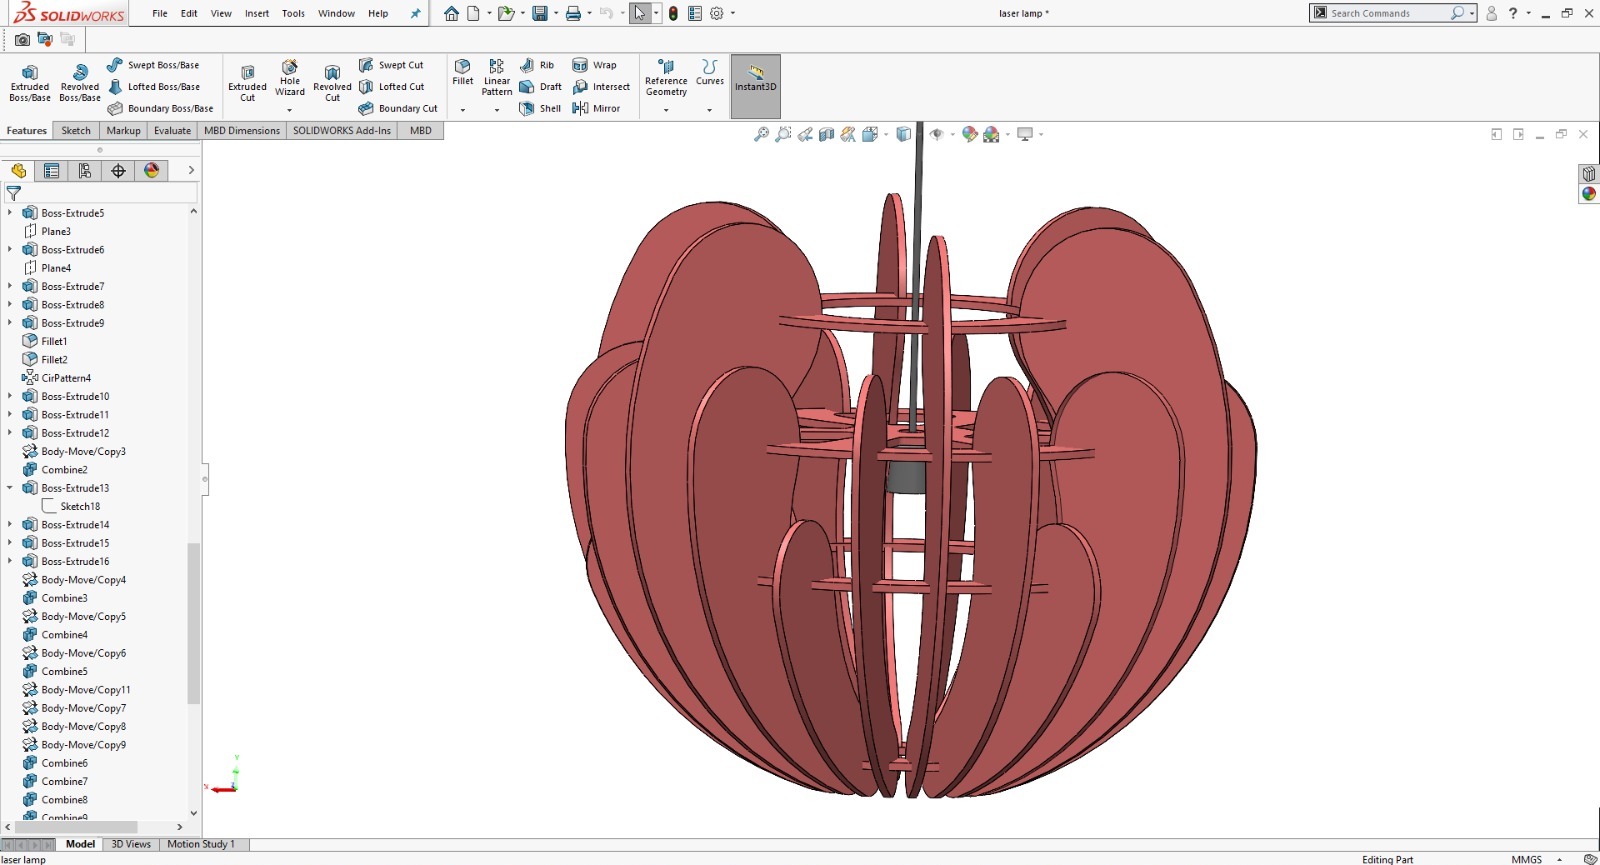 SOLIDWORKS File Edit View Insert Tools Window Help laser lamp * Search Commands ?
Extruded Boss/Base Revolved Boss/Base Swept Boss/Base Lofted Boss/Base Boundary Boss/Base
Extruded Cut Hole Wizard Revolved Cut Swept Cut Lofted Cut Boundary Cut
Fillet Linear Pattern Rib Draft Shell Wrap Intersect Mirror
Reference Geometry Curves Instant3D
Features Sketch Markup Evaluate MBD Dimensions SOLIDWORKS Add-Ins MBD
Boss-Extrude5
Plane3
Boss-Extrude6
Plane4
Boss-Extrude7
Boss-Extrude8
Boss-Extrude9
Fillet1
Fillet2
CirPattern4
Boss-Extrude10
Boss-Extrude11
Boss-Extrude12
Body-Move/Copy3
Combine2
Boss-Extrude13
Sketch18
Boss-Extrude14
Boss-Extrude15
Boss-Extrude16
Body-Move/Copy4
Combine3
Body-Move/Copy5
Combine4
Body-Move/Copy6
Combine5
Body-Move/Copy11
Body-Move/Copy7
Body-Move/Copy8
Body-Move/Copy9
Combine6
Combine7
Combine8
Combine9
Y
X
Model 3D Views Motion Study 1
laser lamp Editing Part MMGS